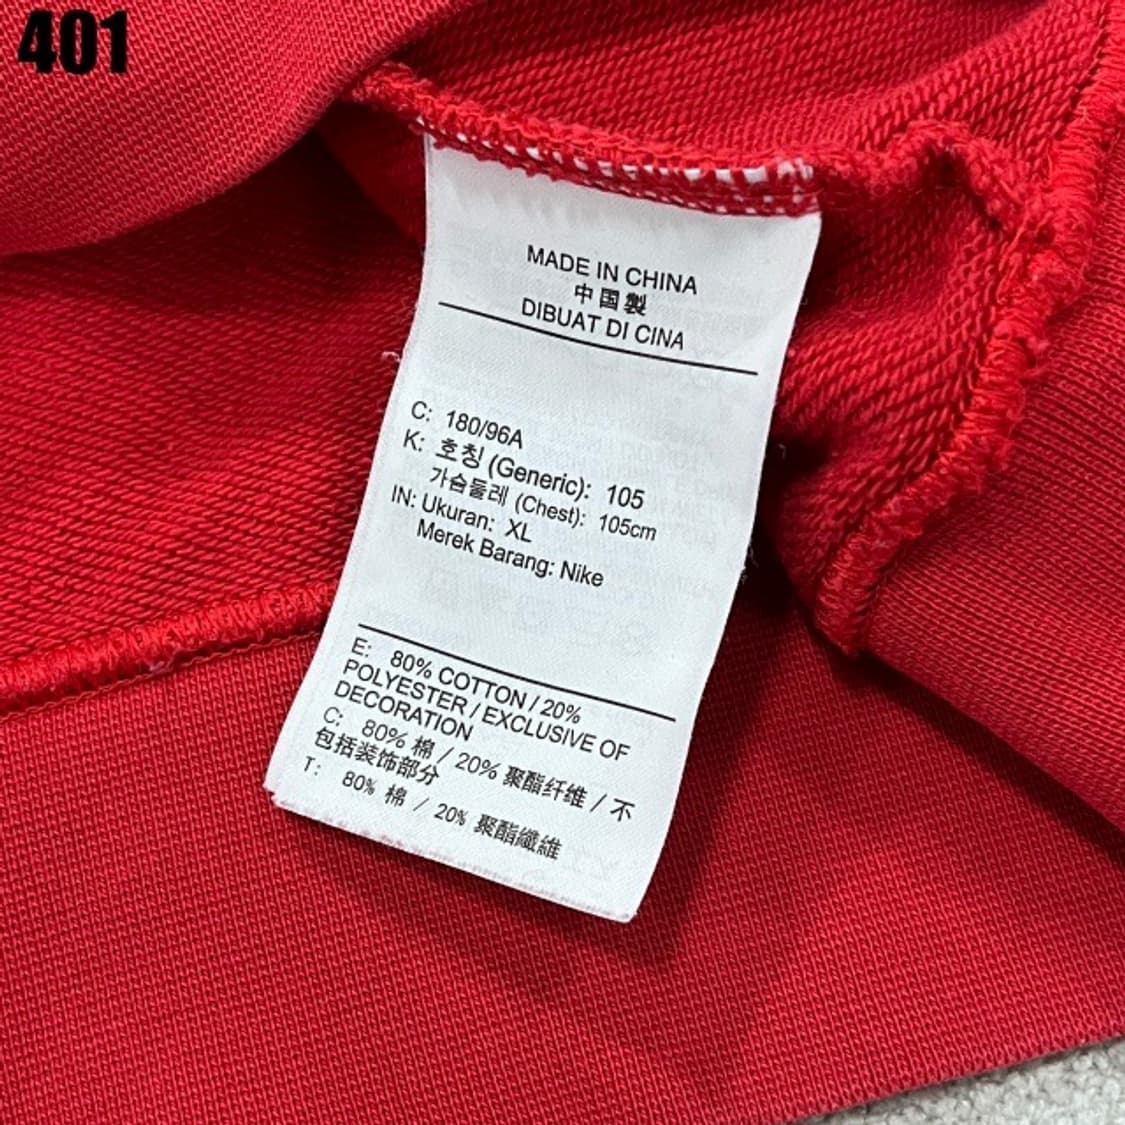 401
MADE IN CHINA
中国製
DIBUAT DI CINA
C: 180/96A
K: 호칭 (Generic): 105
가슴둘레 (Chest): 105cm
IN: Ukuran: XL
Merek Barang: Nike
E: 80% COTTON / 20%
POLYESTER / EXCLUSIVE OF
DECORATION
C: 80% 棉 / 20% 聚酯纤维 / 不
包括装饰部分
T: 80% 棉 / 20% 聚酯纖維